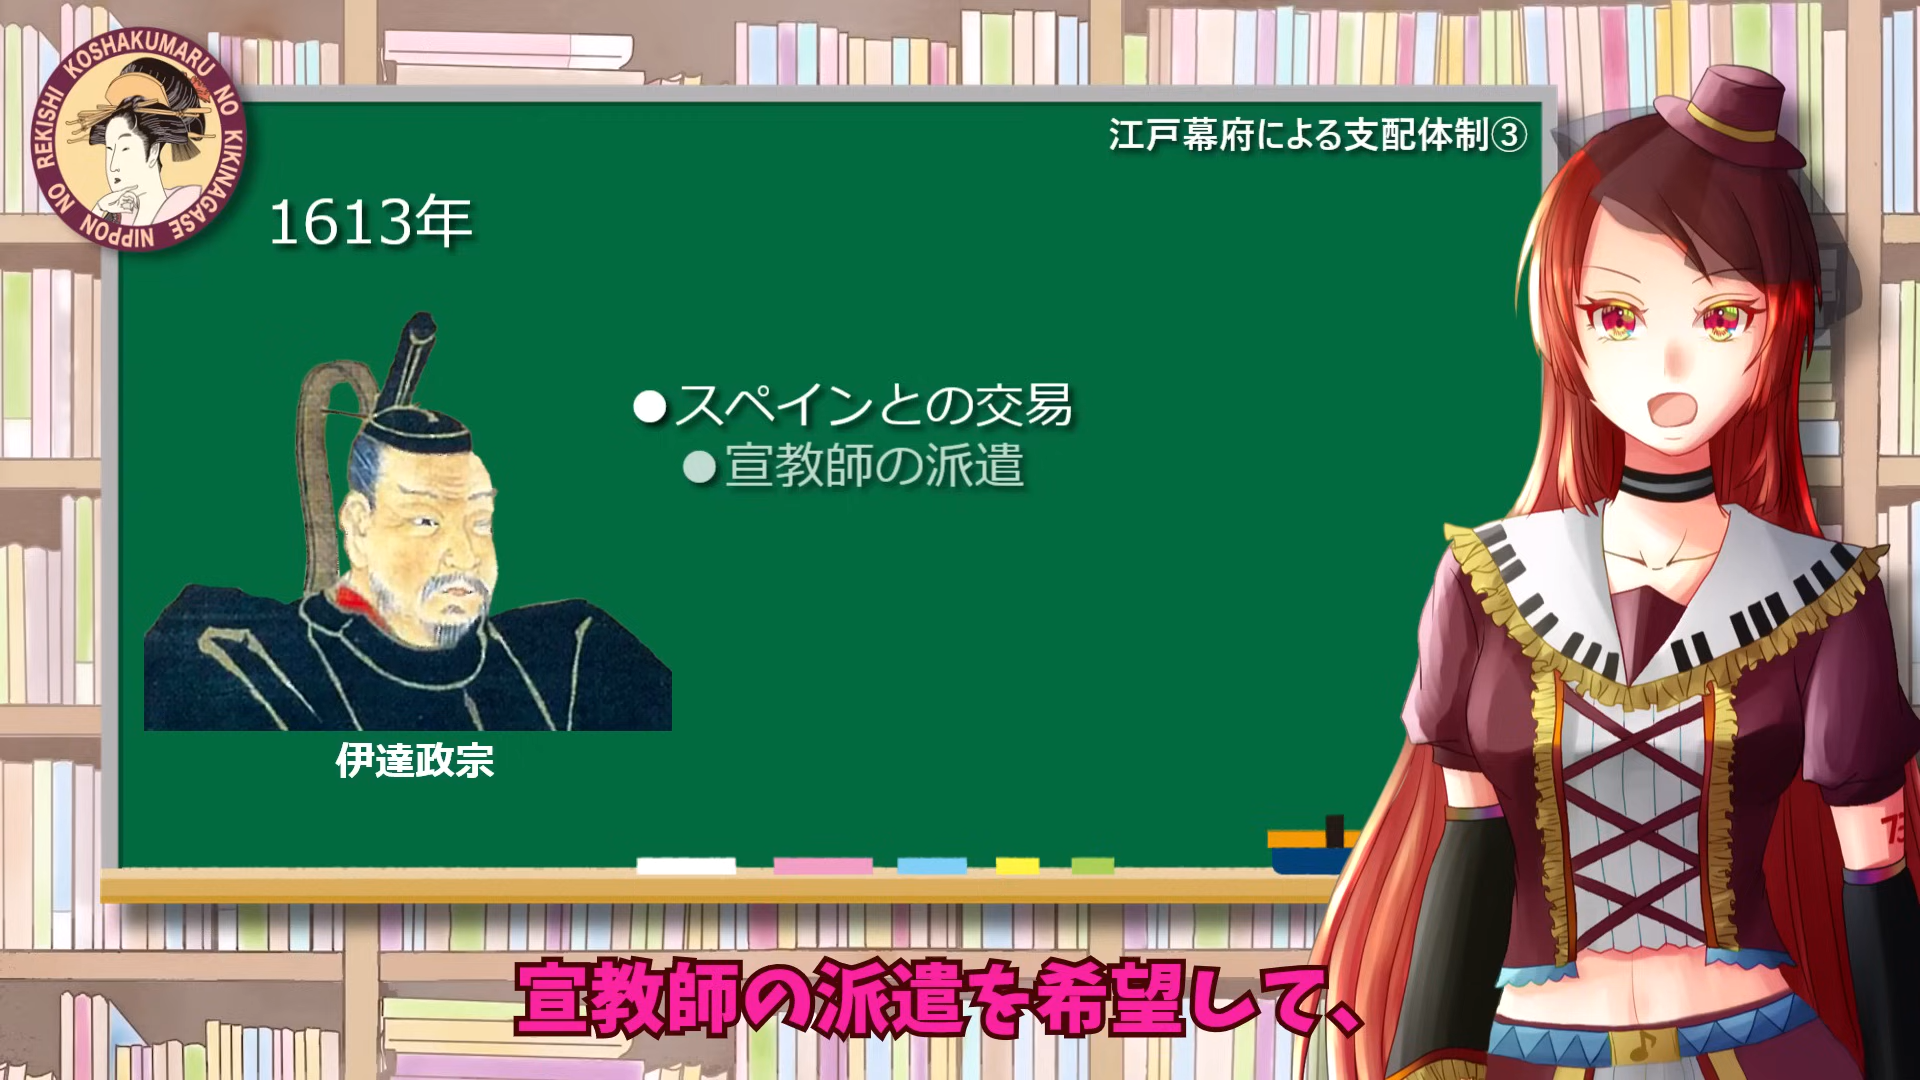 KOSHAKUMARU NO KIKINAGASE NIPPON NO REKISHI
江戸幕府による支配体制③
1613年
●スペインとの交易
●宣教師の派遣
伊達政宗
73
宣教師の派遣を希望して、